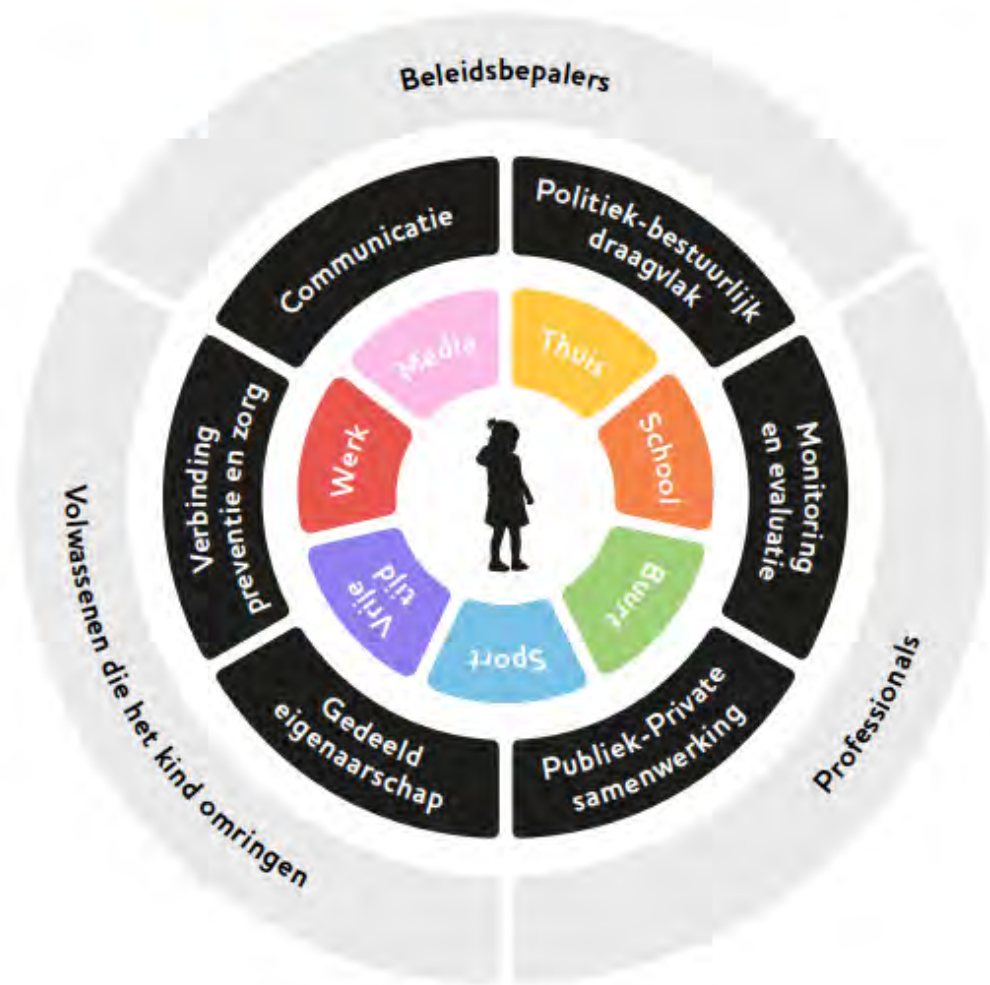 Beleidsbepalers
Professionals
Volwassenen die het kind omringen
Communicatie
Politiek-bestuurlijk
draagvlak
Monitoring
en evaluatie
Publiek-Private
samenwerking
Gedeeld
eigenaarschap
Verbinding
preventie en zorg
Media
Thuis
School
Buurt
Sport
Vrije
tijd
Werk